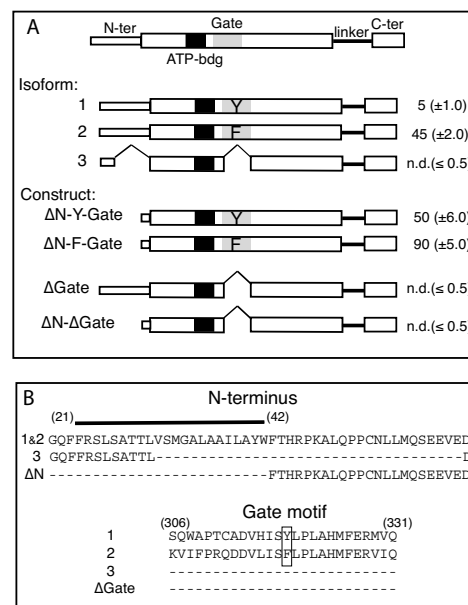 A
N-ter Gate linker C-ter
ATP-bdg
Isoform:
1 Y 5 (±1.0)
2 F 45 (±2.0)
3 n.d.(≤ 0.5)
Construct:
ΔN-Y-Gate Y 50 (±6.0)
ΔN-F-Gate F 90 (±5.0)
ΔGate n.d.(≤ 0.5)
ΔN-ΔGate n.d.(≤ 0.5)
B
N-terminus
(21) (42)
1&2 GQFFRSLSATTLVSMGALAAILAYWFTHRPKALQPPCNLLMQSEEVED
3 GQFFRSLSATTL----------------------------------D
ΔN -------------------------FTHRPKALQPPCNLLMQSEEVED
Gate motif
(306) (331)
1 SQWAPTCADVHISYLPLAHMFERMVQ
2 KVIFPRQDDVLISFLPLAHMFERVIQ
3 --------------------------
ΔGate --------------------------